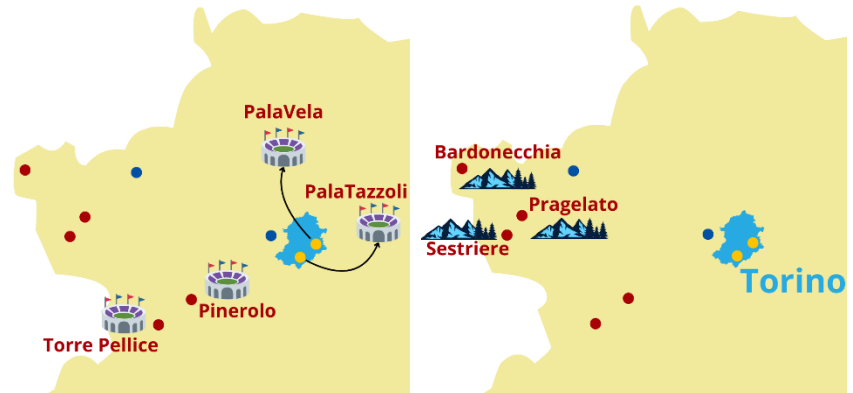 PalaVela
PalaTazzoli
Pinerolo
Torre Pellice
Bardonecchia
Pragelato
Sestriere
Torino